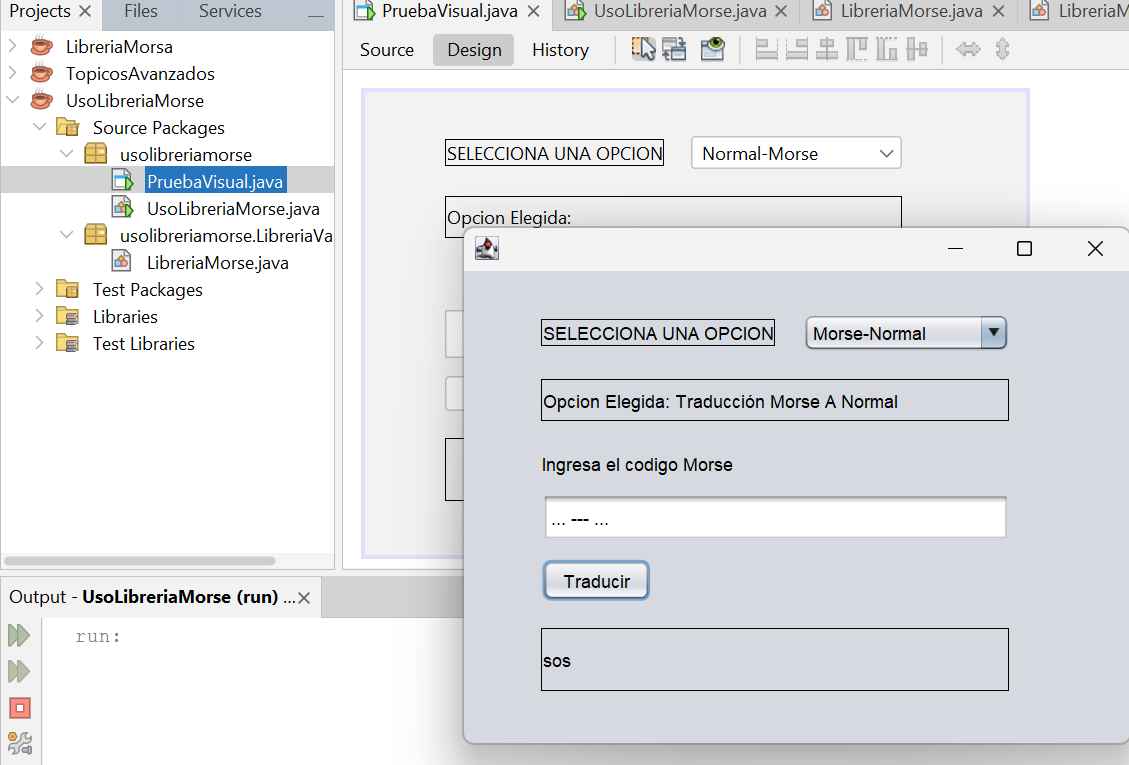 Projects Files Services
LibreriaMorsa
TopicosAvanzados
UsoLibreriaMorse
Source Packages
usolibreriamorse
PruebaVisual.java
UsoLibreriaMorse.java
usolibreriamorse.LibreriaVa
LibreriaMorse.java
Test Packages
Libraries
Test Libraries
PruebaVisual.java UsoLibreriaMorse.java LibreriaMorse.java LibreriaM
Source Design History
SELECCIONA UNA OPCION Normal-Morse
Opcion Elegida:
SELECCIONA UNA OPCION Morse-Normal
Opcion Elegida: Traducción Morse A Normal
Ingresa el codigo Morse
... --- ...
Traducir
sos
Output - UsoLibreriaMorse (run) ...
run: